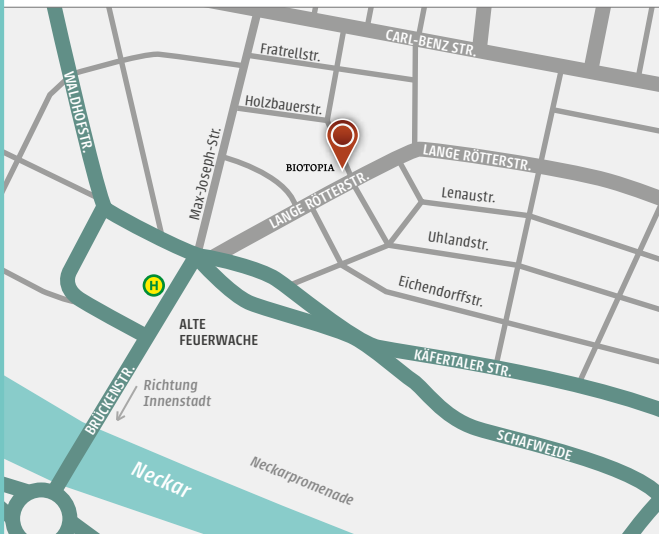 CARL-BENZ STR.
Fratrellstr.
WALDHOFSTR.
Holzbauerstr.
Max-Joseph-Str.
BIOTOPIA
LANGE RÖTTERSTR.
LANGE RÖTTERSTR.
Lenaustr.
Uhlandstr.
Eichendorffstr.
H
ALTE
FEUERWACHE
KÄFERTALER STR.
BRÜCKENSTR.
Richtung
Innenstadt
SCHAFWEIDE
Neckar
Neckarpromenade